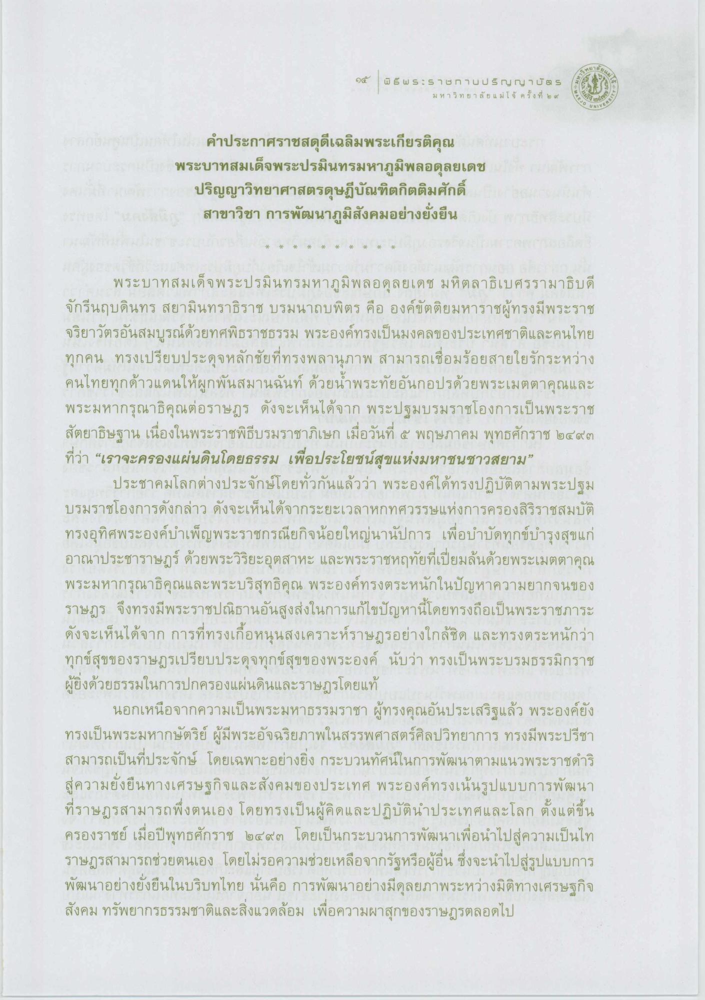 ๑๕
พิธีพระราชทานปริญญาบัตร
มหาวิทยาลัยแม่โจ้ ครั้งที่ ๒๙
มหาวิทยาลัยแม่โจ้
แม่โจ้ ๒๔๗๗
MAEJO UNIVERSITY
คำประกาศราชสดุดีเฉลิมพระเกียรติคุณ
พระบาทสมเด็จพระปรมินทรมหาภูมิพลอดุลยเดช
ปริญญาวิทยาศาสตรดุษฎีบัณฑิตกิตติมศักดิ์
สาขาวิชา การพัฒนาภูมิสังคมอย่างยั่งยืน
* * * * * * * * * *
พระบาทสมเด็จพระปรมินทรมหาภูมิพลอดุลยเดช มหิตลาธิเบศรรามาธิบดี
จักรีนฤบดินทร สยามินทราธิราช บรมนาถบพิตร คือ องค์ขัตติยมหาราชผู้ทรงมีพระราช
จริยาวัตรอันสมบูรณ์ด้วยทศพิธราชธรรม พระองค์ทรงเป็นมงคลของประเทศชาติและคนไทย
ทุกคน ทรงเปรียบประดุจหลักชัยที่ทรงพลานุภาพ สามารถเชื่อมร้อยสายใยรักระหว่าง
คนไทยทุกด้าวแดนให้ผูกพันสมานฉันท์ ด้วยน้ำพระทัยอันกอปรด้วยพระเมตตาคุณและ
พระมหากรุณาธิคุณต่อราษฎร ดังจะเห็นได้จาก พระปฐมบรมราชโองการเป็นพระราช
สัตยาธิษฐาน เนื่องในพระราชพิธีบรมราชาภิเษก เมื่อวันที่ ๕ พฤษภาคม พุทธศักราช ๒๔๙๓
ที่ว่า “เราจะครองแผ่นดินโดยธรรม เพื่อประโยชน์สุขแห่งมหาชนชาวสยาม”
ประชาคมโลกต่างประจักษ์โดยทั่วกันแล้วว่า พระองค์ได้ทรงปฏิบัติตามพระปฐม
บรมราชโองการดังกล่าว ดังจะเห็นได้จากระยะเวลาหกทศวรรษแห่งการครองสิริราชสมบัติ
ทรงอุทิศพระองค์บำเพ็ญพระราชกรณียกิจน้อยใหญ่นานัปการ เพื่อบำบัดทุกข์บำรุงสุขแก่
อาณาประชาราษฎร์ ด้วยพระวิริยะอุตสาหะ และพระราชหฤทัยที่เปี่ยมล้นด้วยพระเมตตาคุณ
พระมหากรุณาธิคุณและพระบริสุทธิคุณ พระองค์ทรงตระหนักในปัญหาความยากจนของ
ราษฎร จึงทรงมีพระราชปณิธานอันสูงส่งในการแก้ไขปัญหานี้โดยทรงถือเป็นพระราชภาระ
ดังจะเห็นได้จาก การที่ทรงเกื้อหนุนสงเคราะห์ราษฎรอย่างใกล้ชิด และทรงตระหนักว่า
ทุกข์สุขของราษฎรเปรียบประดุจทุกข์สุขของพระองค์ นับว่า ทรงเป็นพระบรมธรรมิกราช
ผู้ยิ่งด้วยธรรมในการปกครองแผ่นดินและราษฎรโดยแท้
นอกเหนือจากความเป็นพระมหาธรรมราชา ผู้ทรงคุณอันประเสริฐแล้ว พระองค์ยัง
ทรงเป็นพระมหากษัตริย์ ผู้มีพระอัจฉริยภาพในสรรพศาสตร์ศิลปวิทยาการ ทรงมีพระปรีชา
สามารถเป็นที่ประจักษ์ โดยเฉพาะอย่างยิ่ง กระบวนทัศน์ในการพัฒนาตามแนวพระราชดำริ
สู่ความยั่งยืนทางเศรษฐกิจและสังคมของประเทศ พระองค์ทรงเน้นรูปแบบการพัฒนา
ที่ราษฎรสามารถพึ่งตนเอง โดยทรงเป็นผู้คิดและปฏิบัตินำประเทศและโลก ตั้งแต่ขึ้น
ครองราชย์ เมื่อปีพุทธศักราช ๒๔๙๓ โดยเป็นกระบวนการพัฒนาเพื่อนำไปสู่ความเป็นไท
ราษฎรสามารถช่วยตนเอง โดยไม่รอความช่วยเหลือจากรัฐหรือผู้อื่น ซึ่งจะนำไปสู่รูปแบบการ
พัฒนาอย่างยั่งยืนในบริบทไทย นั่นคือ การพัฒนาอย่างมีดุลยภาพระหว่างมิติทางเศรษฐกิจ
สังคม ทรัพยากรธรรมชาติและสิ่งแวดล้อม เพื่อความผาสุกของราษฎรตลอดไป